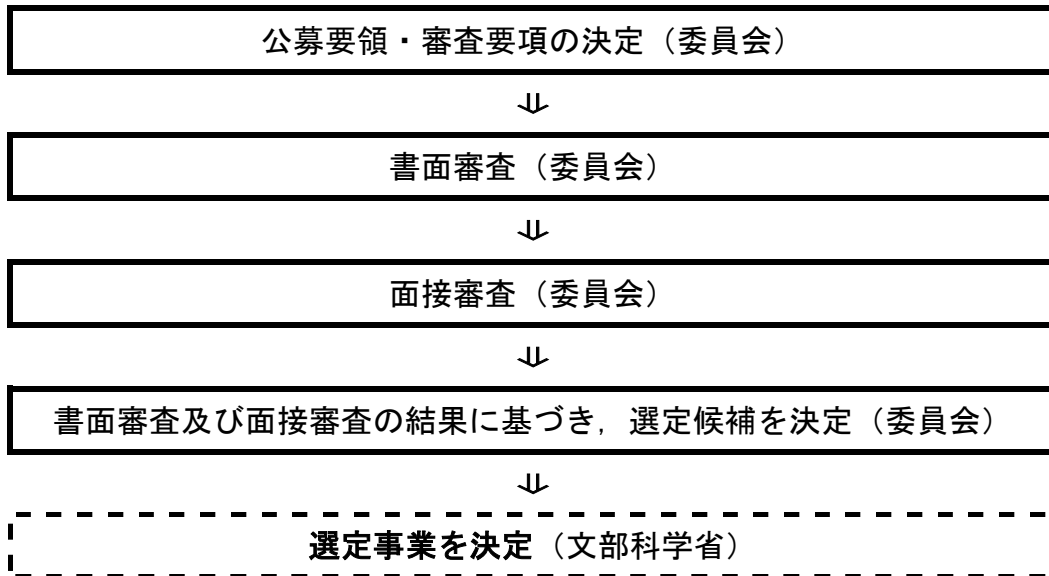 公募要領・審査要項の決定（委員会）
⇓
書面審査（委員会）
⇓
面接審査（委員会）
⇓
書面審査及び面接審査の結果に基づき，選定候補を決定（委員会）
⇓
選定事業を決定（文部科学省）